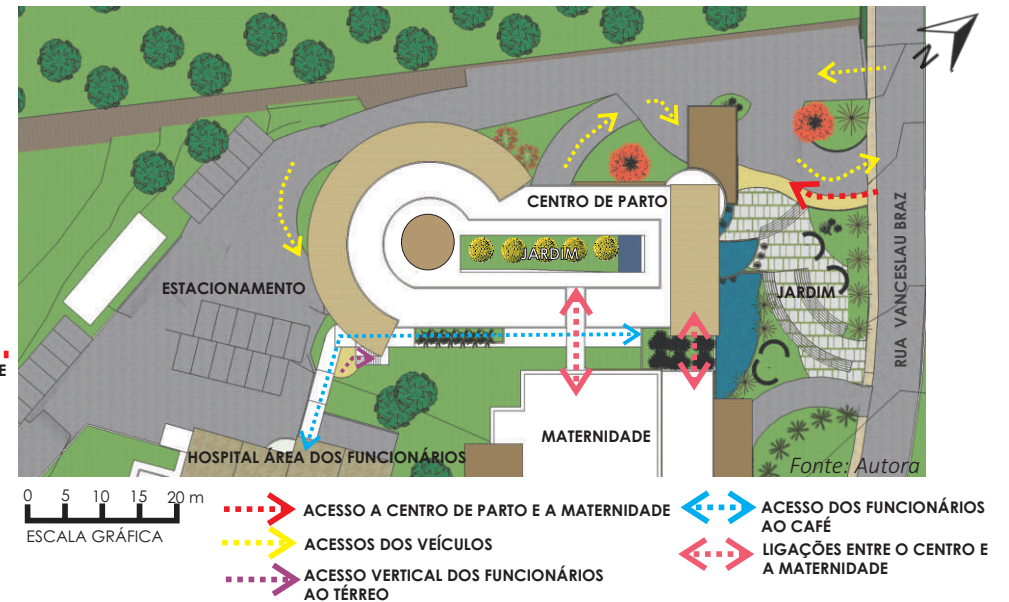 N
CENTRO DE PARTO
JARDIM
ESTACIONAMENTO
JARDIM
RUA VANCESLAU BRAZ
E
MATERNIDADE
HOSPITAL ÁREA DOS FUNCIONÁRIOS
Fonte: Autora
0 5 10 15 20 m
ESCALA GRÁFICA
ACESSO A CENTRO DE PARTO E A MATERNIDADE
ACESSOS DOS VEÍCULOS
ACESSO VERTICAL DOS FUNCIONÁRIOS
AO TÉRREO
ACESSO DOS FUNCIONÁRIOS
AO CAFÉ
LIGAÇÕES ENTRE O CENTRO E
A MATERNIDADE